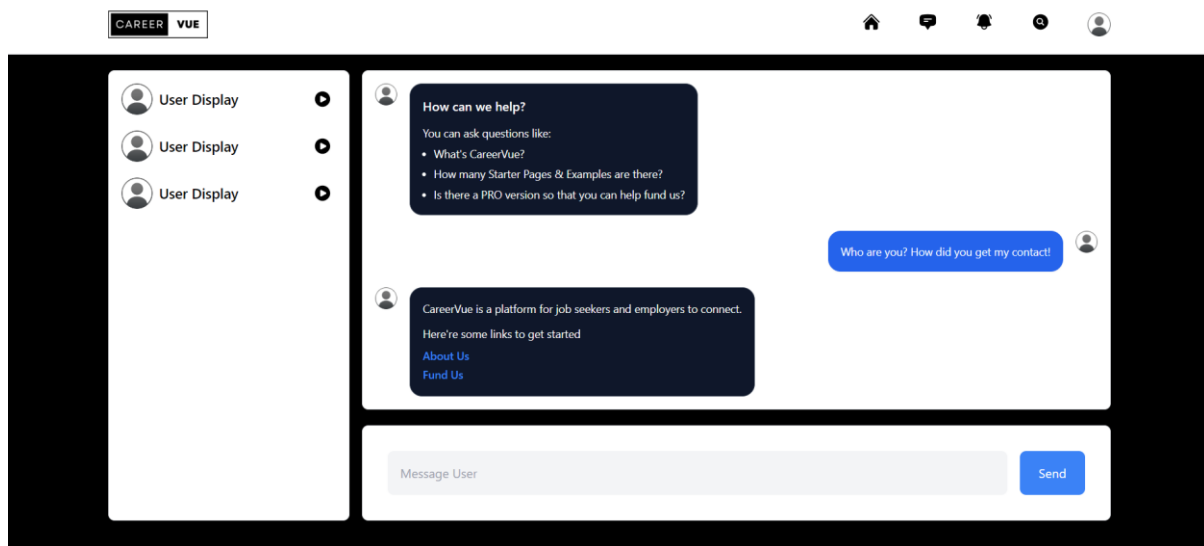 CAREER VUE
User Display
User Display
User Display
How can we help?
You can ask questions like:
• What's CareerVue?
• How many Starter Pages & Examples are there?
• Is there a PRO version so that you can help fund us?
Who are you? How did you get my contact!
CareerVue is a platform for job seekers and employers to connect.
Here're some links to get started
About Us
Fund Us
Message User
Send